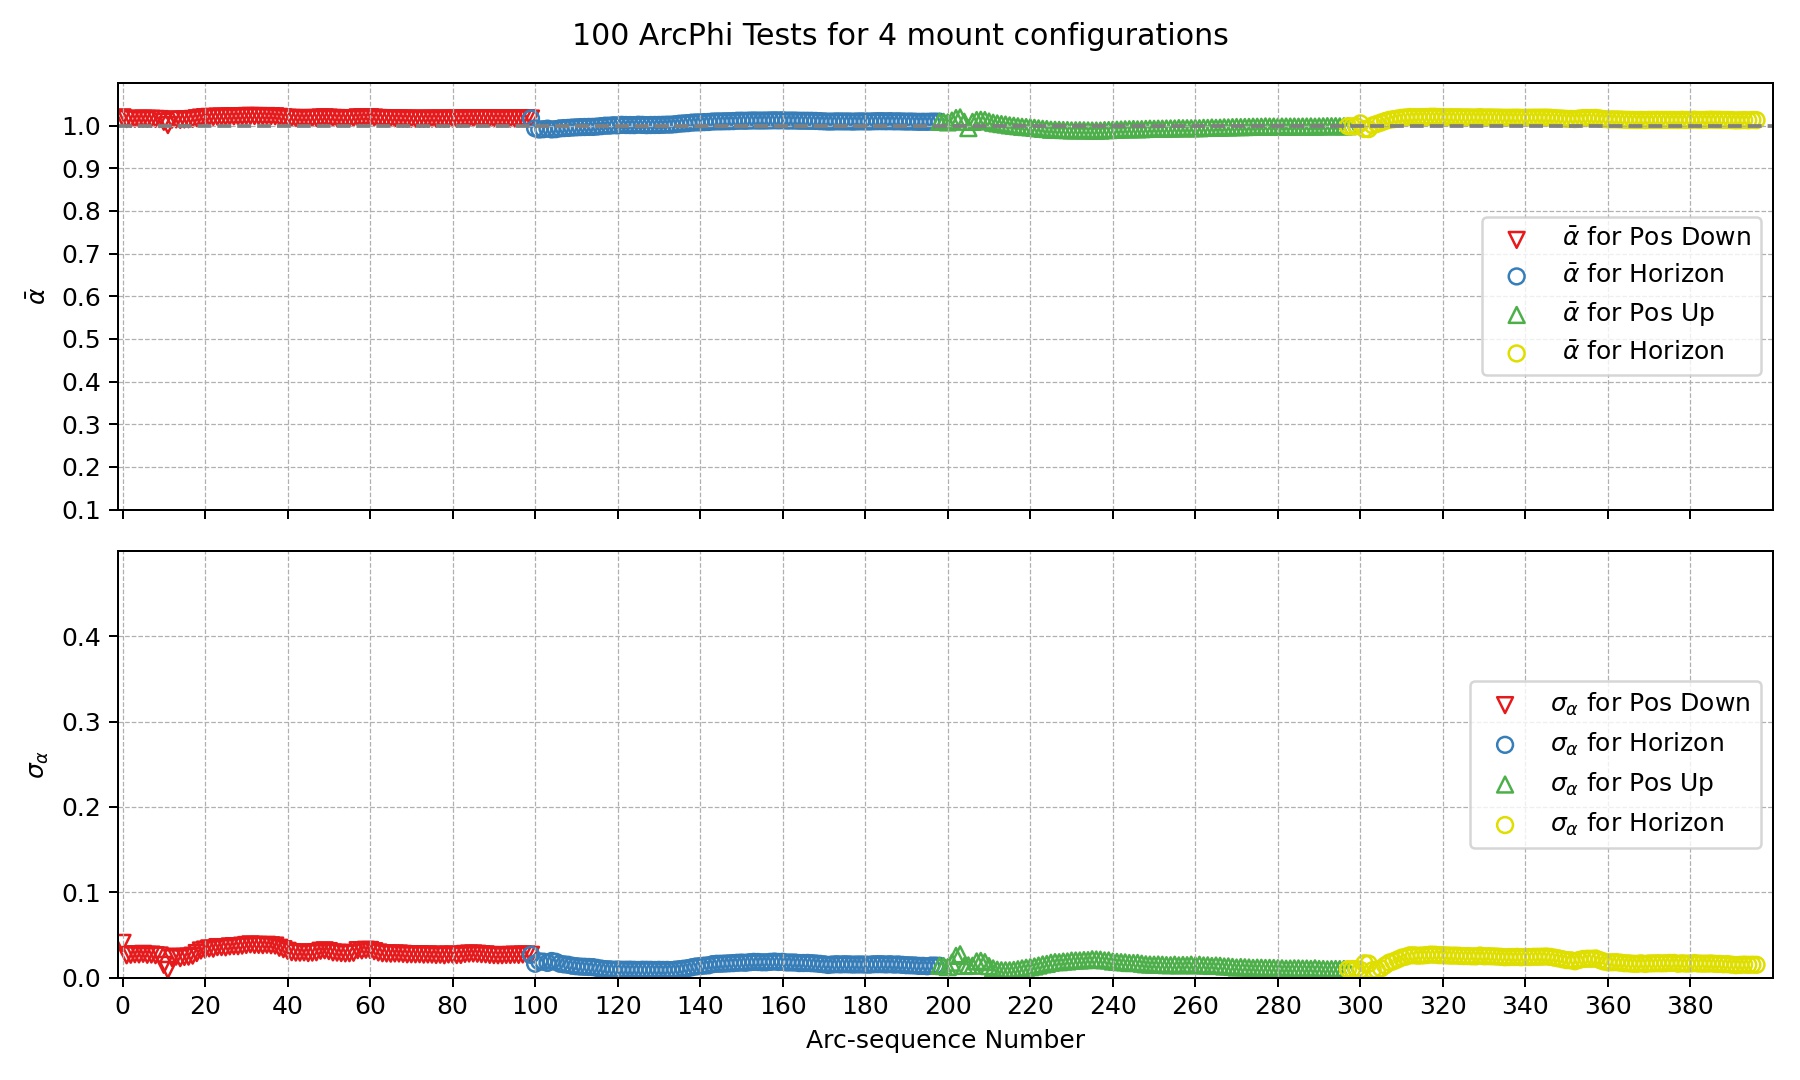 100 ArcPhi Tests for 4 mount configurations
1.0
0.9
0.8
0.7
0.6
0.5
0.4
0.3
0.2
0.1
ᾱ
ᾱ for Pos Down
ᾱ for Horizon
ᾱ for Pos Up
ᾱ for Horizon
0.4
0.3
0.2
0.1
0.0
σα
σα for Pos Down
σα for Horizon
σα for Pos Up
σα for Horizon
0 20 40 60 80 100 120 140 160 180 200 220 240 260 280 300 320 340 360 380
Arc-sequence Number